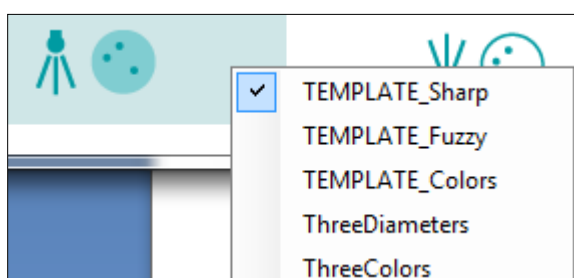 TEMPLATE_Sharp
TEMPLATE_Fuzzy
TEMPLATE_Colors
ThreeDiameters
ThreeColors